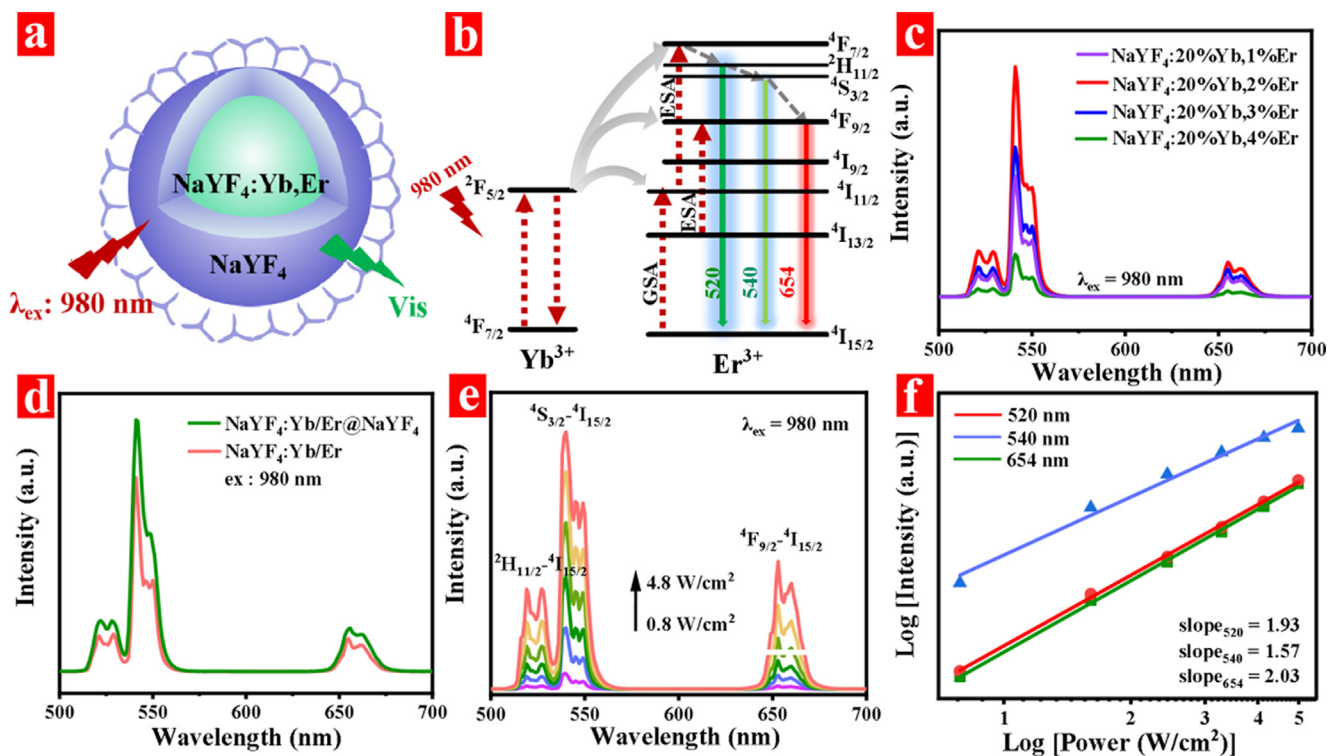 a
NaYF₄:Yb,Er
NaYF₄
λex: 980 nm
Vis
b
⁴F₇/₂
²H₁₁/₂
⁴S₃/₂
⁴F₉/₂
⁴I₉/₂
⁴I₁₁/₂
⁴I₁₃/₂
⁴I₁₅/₂
ESA
ESA
GSA
980 nm
²F₅/₂
⁴F₇/₂
520
540
654
Yb³⁺
Er³⁺
c
NaYF₄:20%Yb,1%Er
NaYF₄:20%Yb,2%Er
NaYF₄:20%Yb,3%Er
NaYF₄:20%Yb,4%Er
λex = 980 nm
Intensity (a.u.)
500 550 600 650 700
Wavelength (nm)
d
NaYF₄:Yb/Er@NaYF₄
NaYF₄:Yb/Er
ex : 980 nm
Intensity (a.u.)
500 550 600 650 700
Wavelength (nm)
e
⁴S₃/₂-⁴I₁₅/₂
λex = 980 nm
²H₁₁/₂-⁴I₁₅/₂
⁴F₉/₂-⁴I₁₅/₂
4.8 W/cm²
0.8 W/cm²
Intensity (a.u.)
500 550 600 650 700
Wavelength (nm)
f
520 nm
540 nm
654 nm
slope₅₂₀ = 1.93
slope₅₄₀ = 1.57
slope₆₅₄ = 2.03
Log [Intensity (a.u.)]
1 2 3 4 5
Log [Power (W/cm²)]